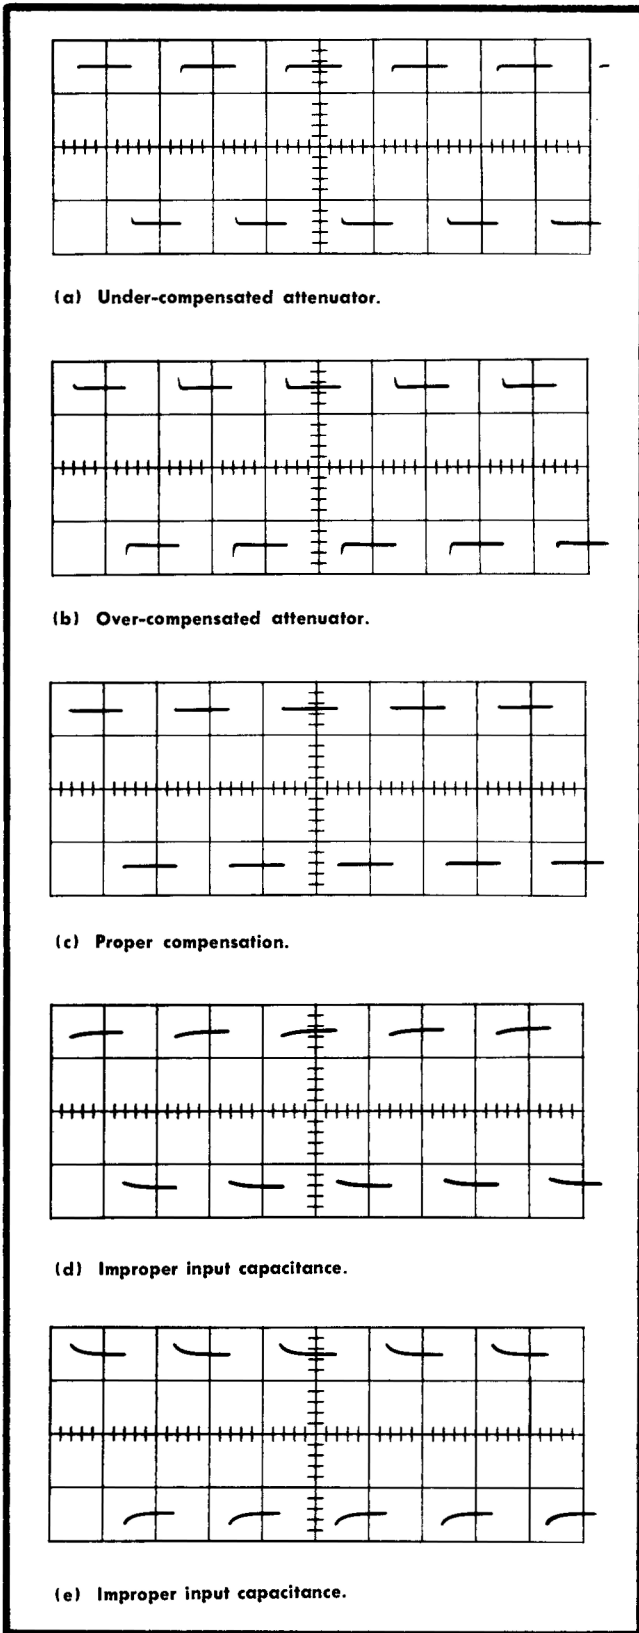 (a) Under-compensated attenuator.
(b) Over-compensated attenuator.
(c) Proper compensation.
(d) Improper input capacitance.
(e) Improper input capacitance.